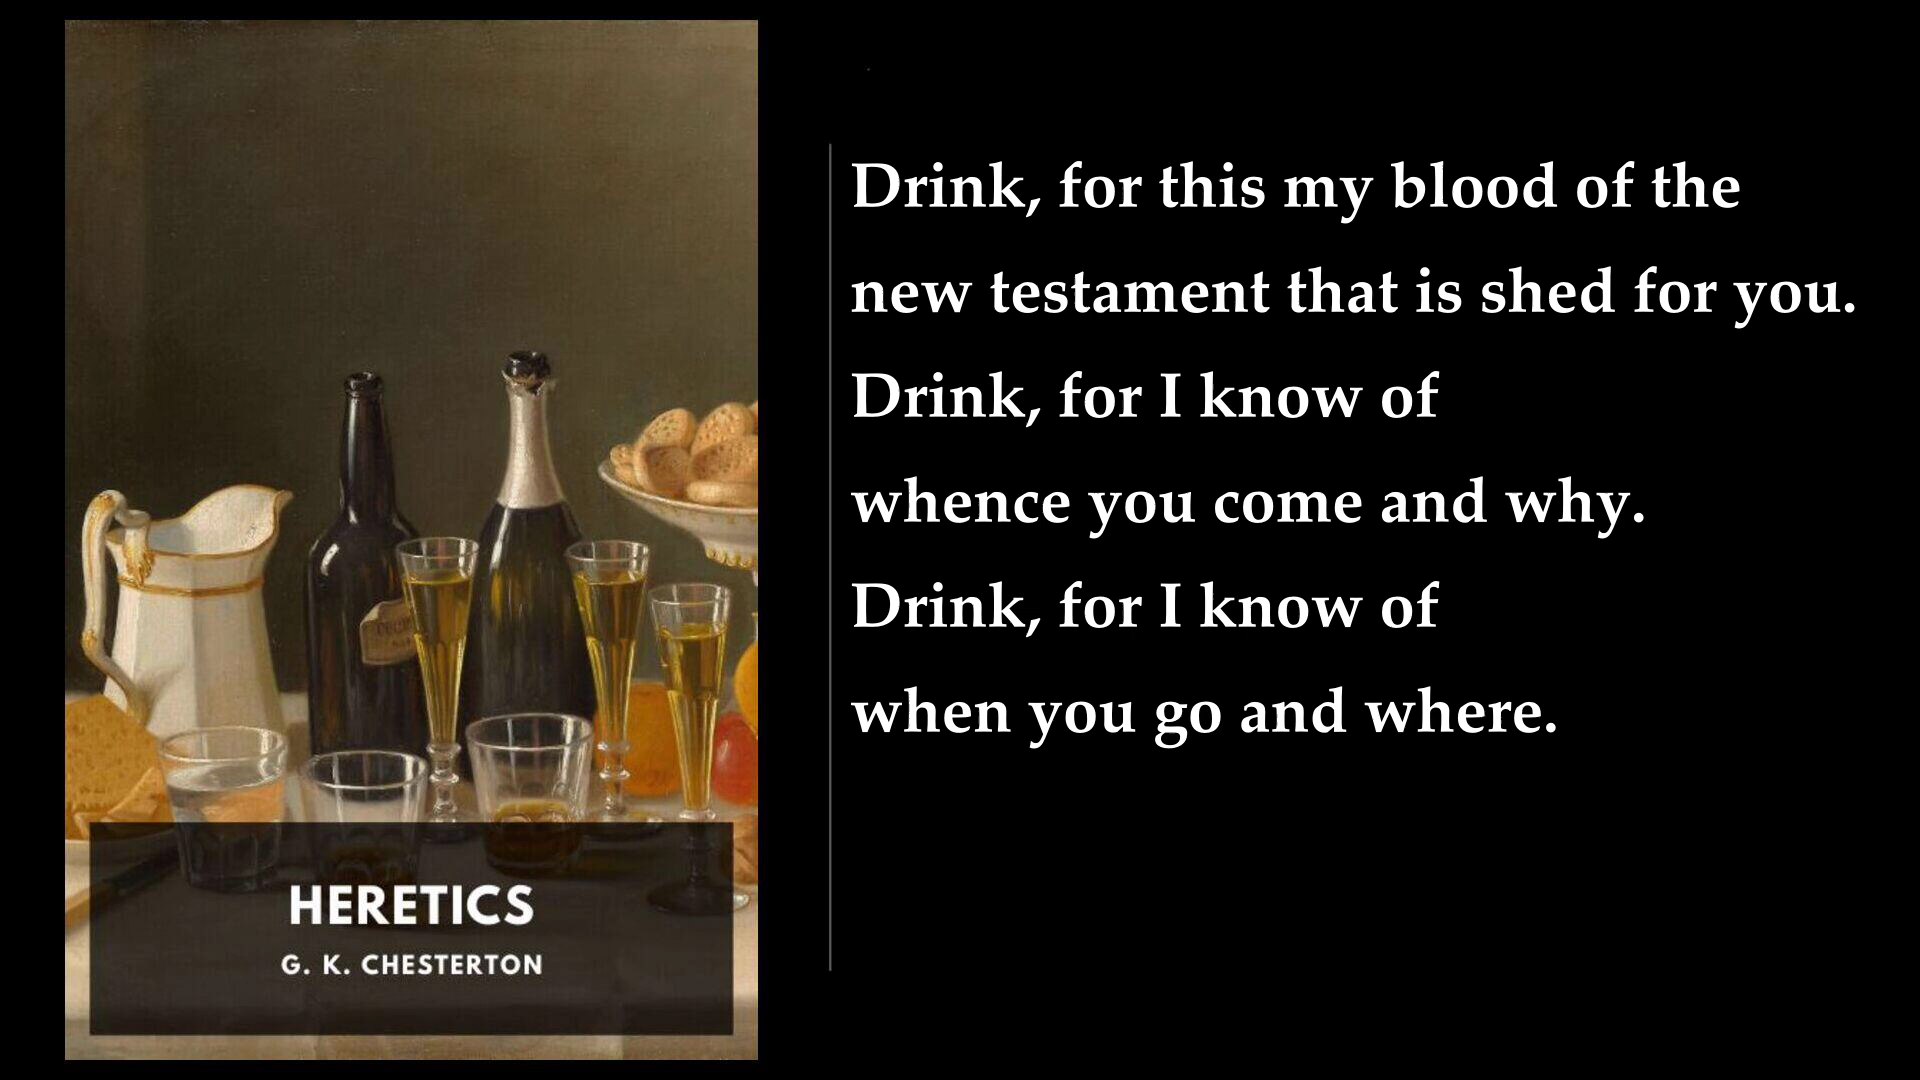 Drink, for this my blood of the
new testament that is shed for you.
Drink, for I know of
whence you come and why.
Drink, for I know of
when you go and where.
HERETICS
G. K. CHESTERTON